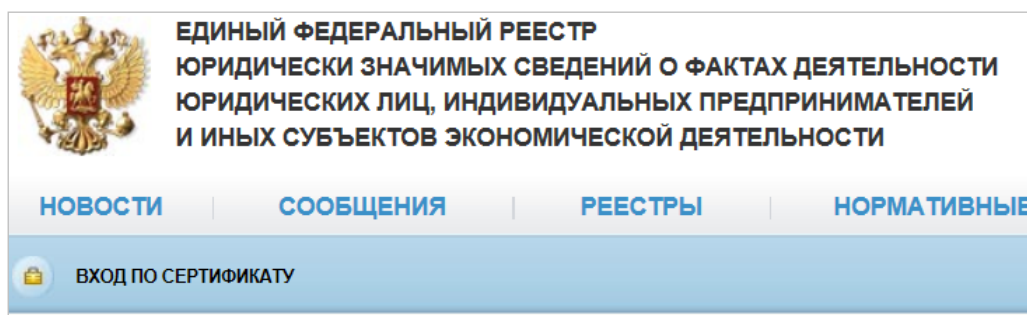 ЕДИНЫЙ ФЕДЕРАЛЬНЫЙ РЕЕСТР
ЮРИДИЧЕСКИ ЗНАЧИМЫХ СВЕДЕНИЙ О ФАКТАХ ДЕЯТЕЛЬНОСТИ
ЮРИДИЧЕСКИХ ЛИЦ, ИНДИВИДУАЛЬНЫХ ПРЕДПРИНИМАТЕЛЕЙ
И ИНЫХ СУБЪЕКТОВ ЭКОНОМИЧЕСКОЙ ДЕЯТЕЛЬНОСТИ
НОВОСТИ СООБЩЕНИЯ РЕЕСТРЫ НОРМАТИВНЫЕ
ВХОД ПО СЕРТИФИКАТУ